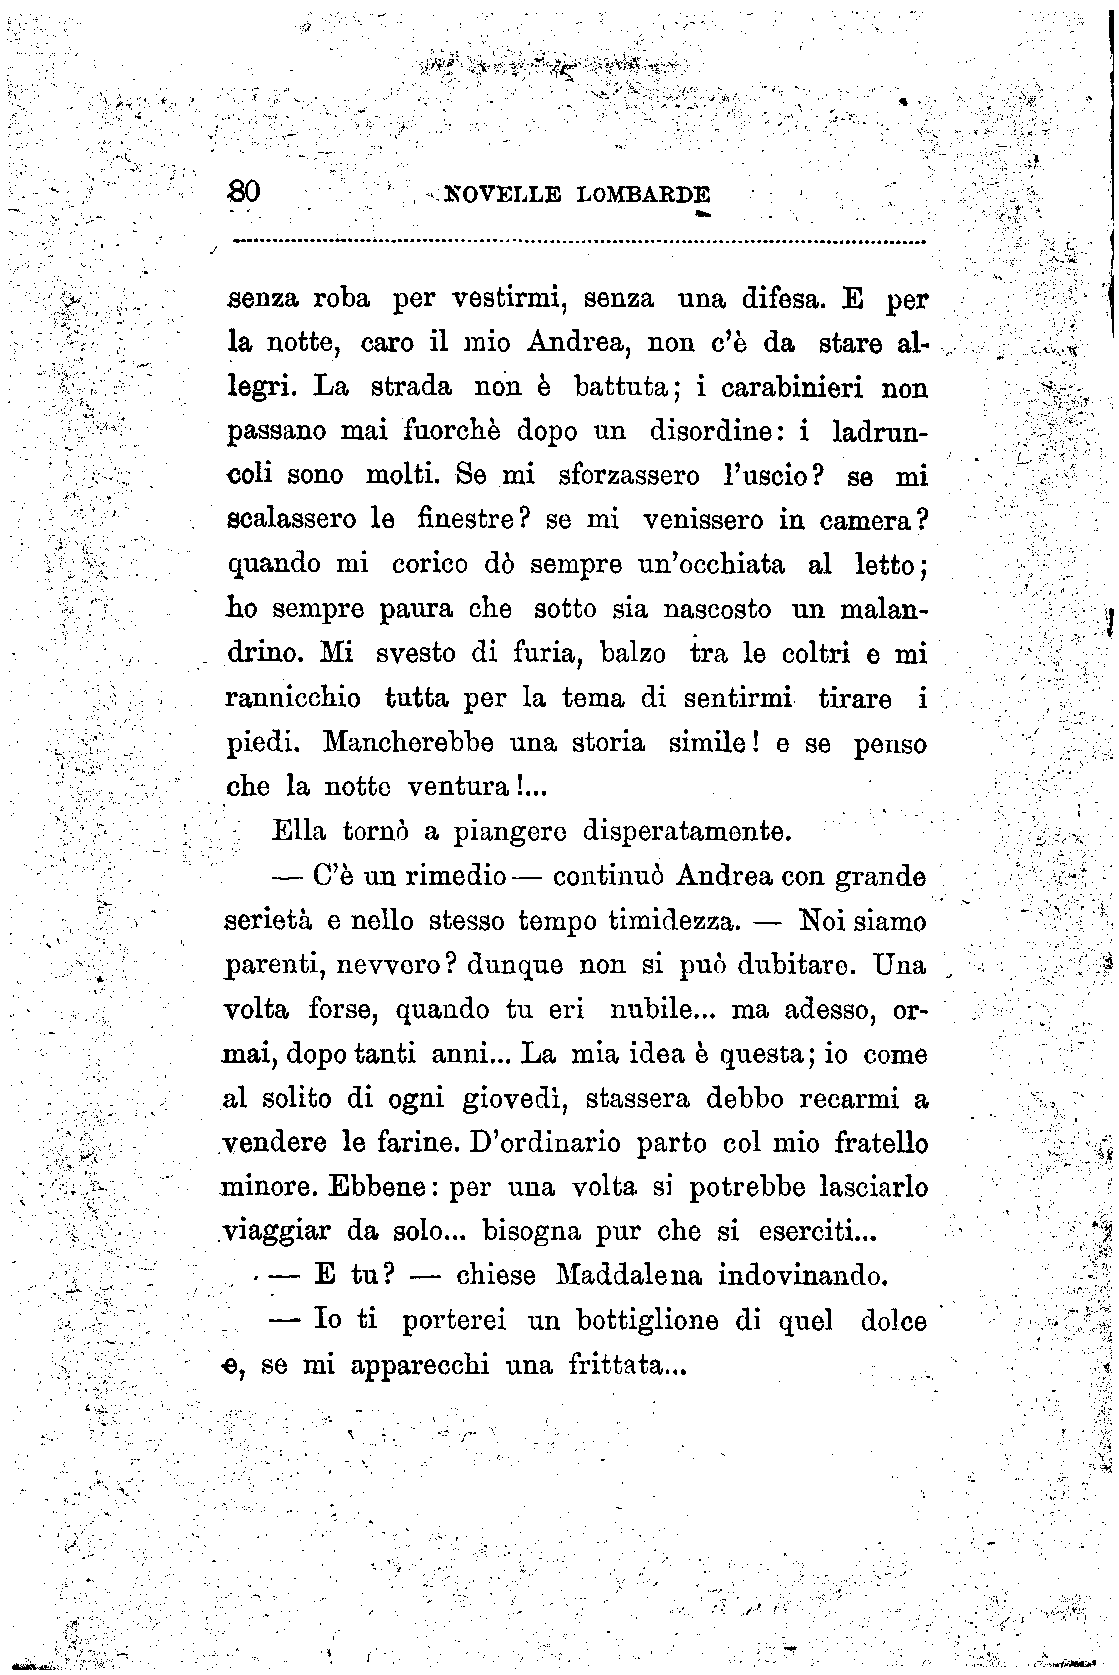 80 NOVELLE LOMBARDE
senza roba per vestirmi, senza una difesa. E per
la notte, caro il mio Andrea, non c'è da stare al-
legri. La strada non è battuta; i carabinieri non
passano mai fuorchè dopo un disordine: i ladrun-
coli sono molti. Se mi sforzassero l'uscio? se mi
scalassero le finestre? se mi venissero in camera?
quando mi corico dò sempre un'occhiata al letto;
ho sempre paura che sotto sia nascosto un malan-
drino. Mi svesto di furia, balzo tra le coltri e mi
rannicchio tutta per la tema di sentirmi tirare i
piedi. Mancherebbe una storia simile! e se penso
che la notte ventura!...
Ella tornò a piangere disperatamente.
— C'è un rimedio — continuò Andrea con grande
serietà e nello stesso tempo timidezza. — Noi siamo
parenti, nevvero? dunque non si può dubitare. Una
volta forse, quando tu eri nubile... ma adesso, or-
mai, dopo tanti anni... La mia idea è questa; io come
al solito di ogni giovedì, stassera debbo recarmi a
vendere le farine. D'ordinario parto col mio fratello
minore. Ebbene: per una volta si potrebbe lasciarlo
viaggiar da solo... bisogna pur che si eserciti...
— E tu? — chiese Maddalena indovinando.
— Io ti porterei un bottiglione di quel dolce
e, se mi apparecchi una frittata...